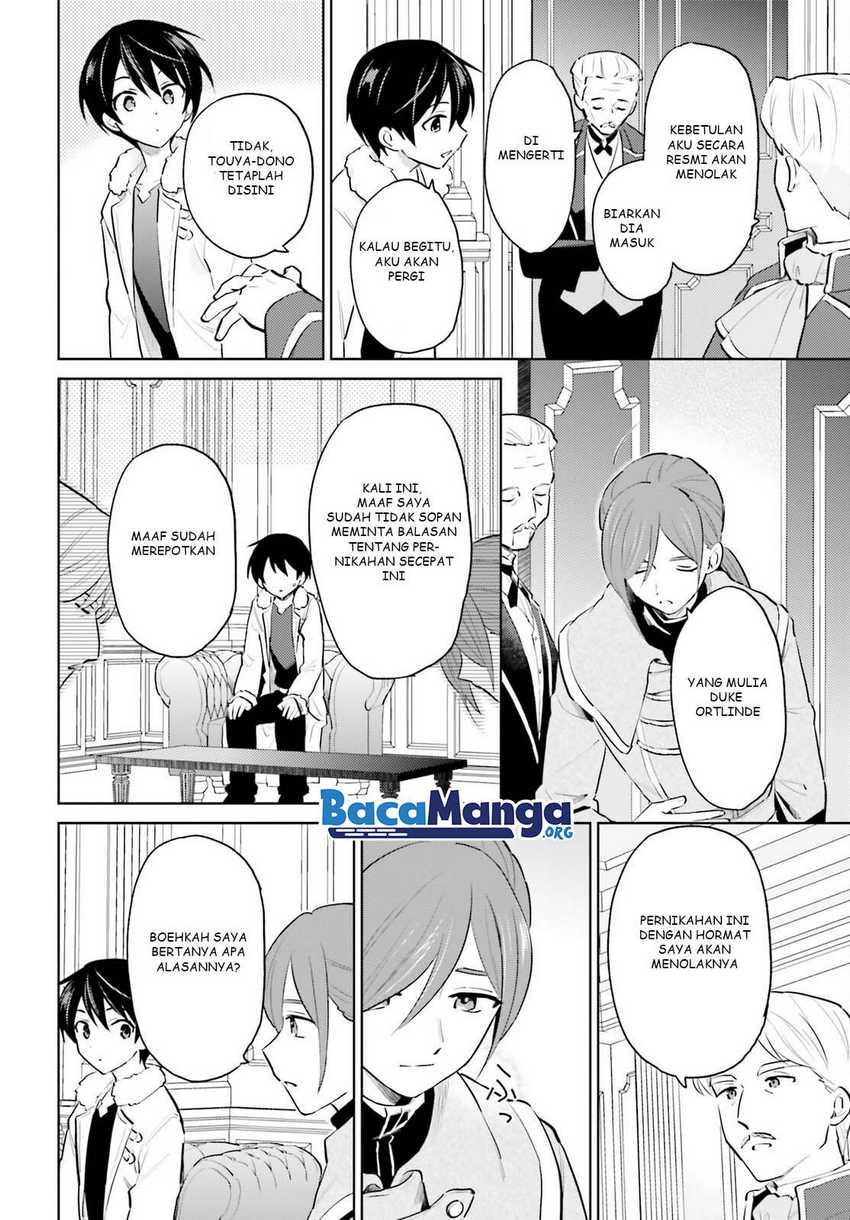 KEBETULAN
AKU SECARA
RESMI AKAN
MENOLAK
BIARKAN
DIA
MASUK
DI
MENGERTI
KALAU BEGITU,
AKU AKAN
PERGI
TIDAK,
TOUYA-DONO
TETAPLAH
DISINI
YANG MULIA
DUKE
ORTLINDE
KALI INI,
MAAF SAYA
SUDAH TIDAK SOPAN
MEMINTA BALASAN
TENTANG PER-
NIKAHAN SECEPAT
INI
MAAF SUDAH
MEREPOTKAN
BacaManga
.ORG
PERNIKAHAN INI
DENGAN HORMAT
SAYA AKAN
MENOLAKNYA
BOEHKAH SAYA
BERTANYA APA
ALASANNYA?